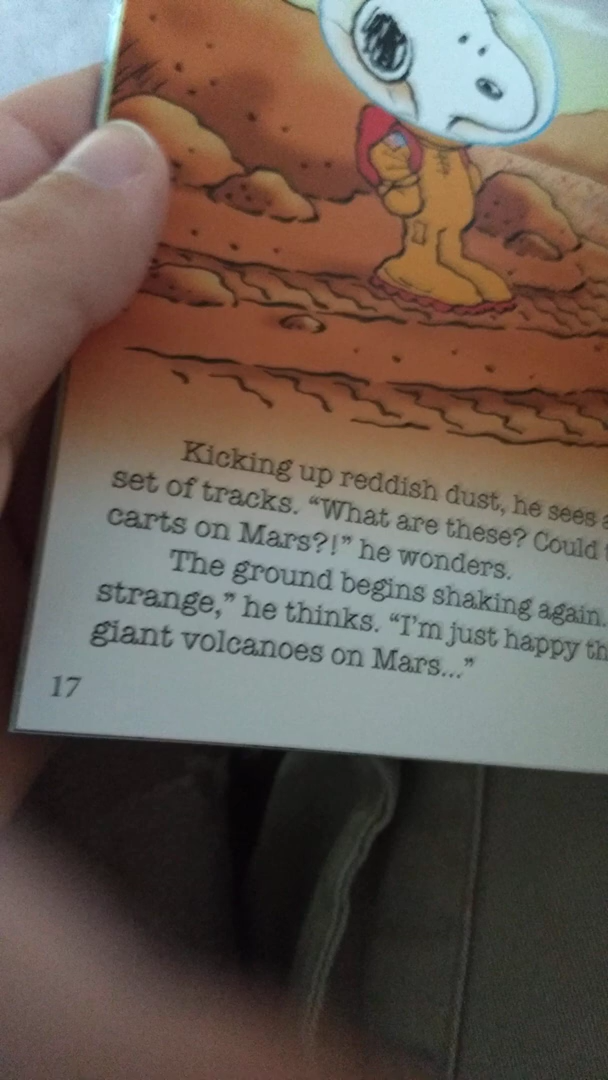 Kicking up reddish dust, he sees
set of tracks. “What are these? Could
carts on Mars?!” he wonders.
The ground begins shaking again.
strange,” he thinks. “I'm just happy
giant volcanoes on Mars...”
17